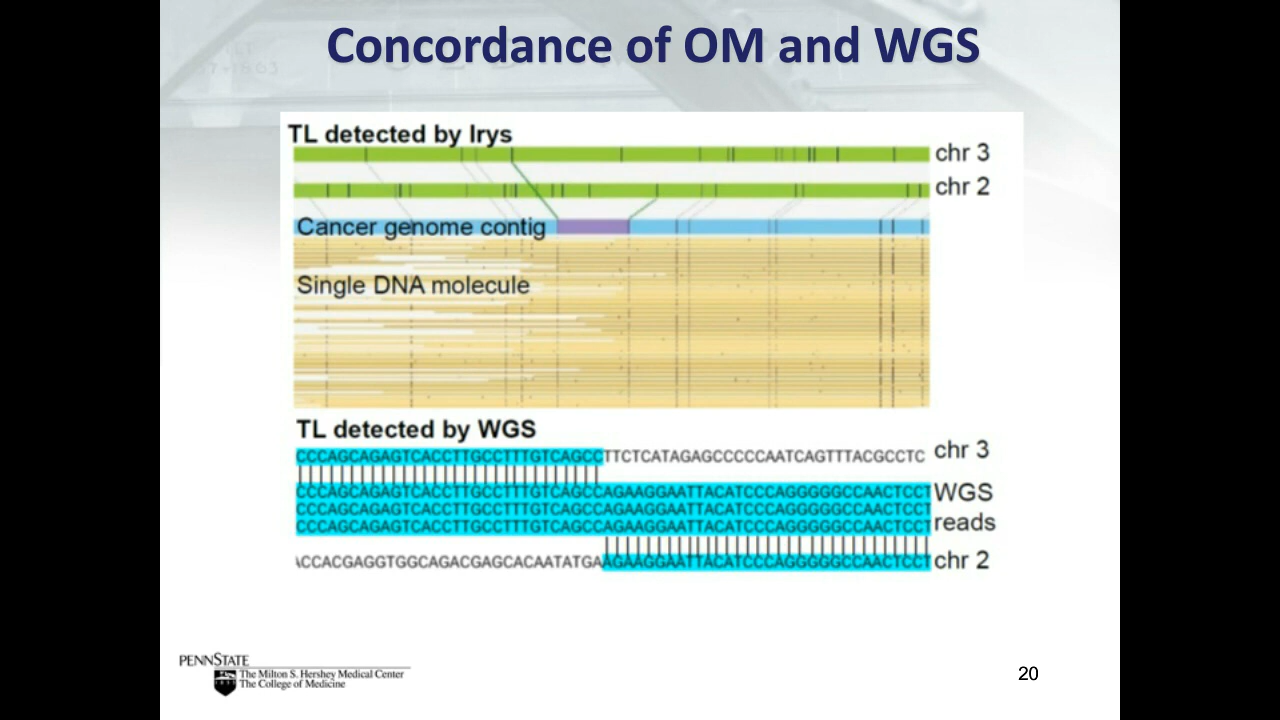 Concordance of OM and WGS
TL detected by Irys
chr 3
chr 2
Cancer genome contig
Single DNA molecule
TL detected by WGS
CCCAGCAGAGTCACCTTGCCTTTGTCAGCCTTCTCATAGAGCCCCCAATCAGTTTACGCCTC chr 3
CCCAGCAGAGTCACCTTGCCTTTGTCAGCCAGAAGGAATTACATCCCAGGGGGCCAACTCCT WGS
CCCAGCAGAGTCACCTTGCCTTTGTCAGCCAGAAGGAATTACATCCCAGGGGGCCAACTCCT
CCCAGCAGAGTCACCTTGCCTTTGTCAGCCAGAAGGAATTACATCCCAGGGGGCCAACTCCT reads
ACCACGAGGTGGCAGACGAGCACAATATGAAGAAGGAATTACATCCCAGGGGGCCAACTCCT chr 2
PENNSTATE
The Milton S. Hershey Medical Center
The College of Medicine
20